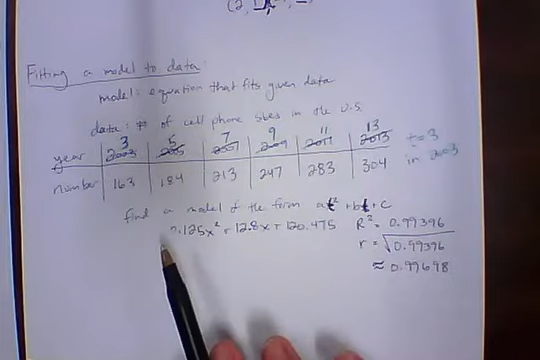 (2,
Fitting a model to data:
model: equation that fits given data
data: # of cell phone sites in the U.S.
3 5 7 9 11 13
year 2003 2005 2007 2009 2011 2013 t=3
number 163 184 213 247 283 304 in 2003
find a model of the form at² + bt + c
.125x² + 12.8x + 120.475 R² = 0.99396
r = √0.99396
≈ 0.99698